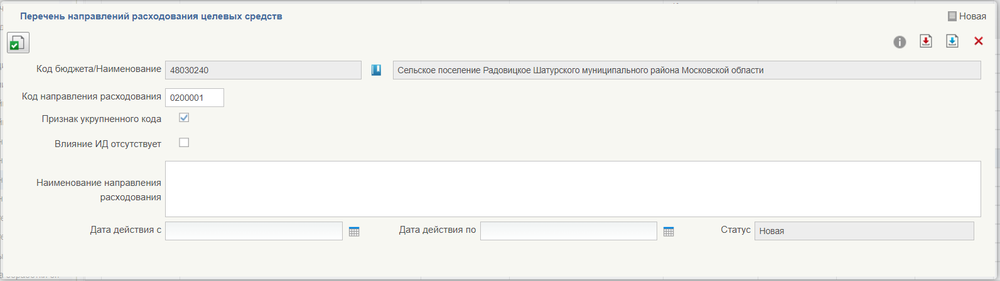 Перечень направлений расходования целевых средств
Новая
Код бюджета/Наименование 48030240 Сельское поселение Радовицкое Шатурского муниципального района Московской области
Код направления расходования 0200001
Признак укрупненного кода
Влияние ИД отсутствует
Наименование направления
расходования
Дата действия с Дата действия по Статус Новая